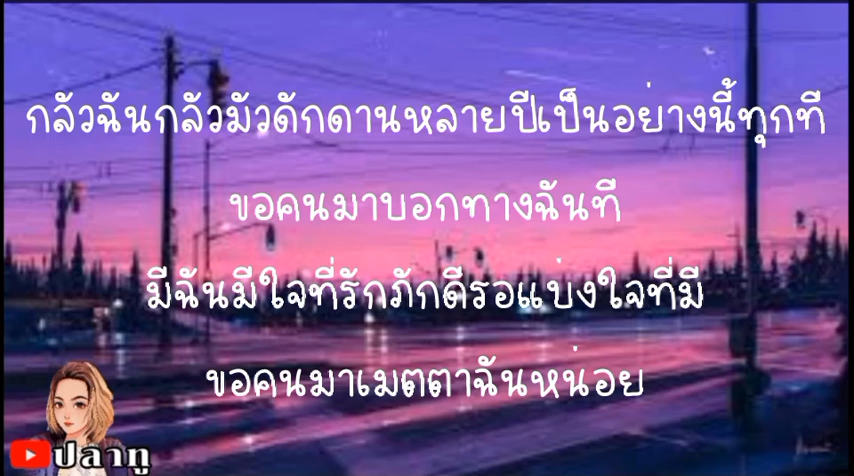 กลัวฉันกลัวมัวดักดานหลายปีเป็นอย่างนี้ทุกที
ขอคนมาบอกทางฉันที
มีฉันมีใจที่รักภักดีรอแบ่งใจที่มี
ขอคนมาเมตตาฉันหน่อย
ปลาทู